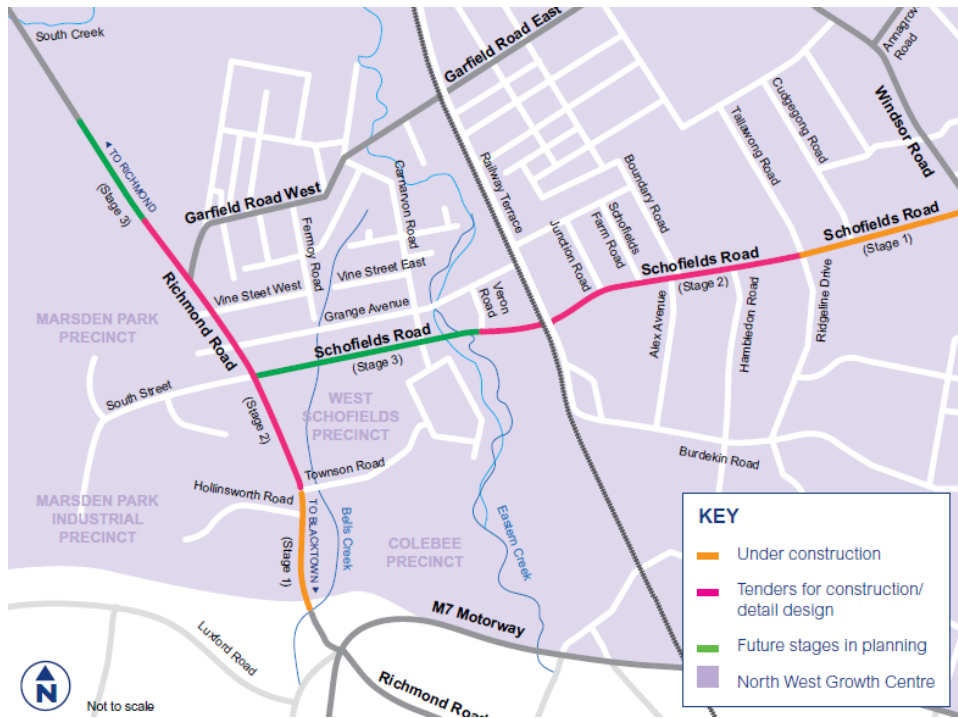 South Creek
Garfield Road East
Annagrove
Road
Windsor Road
Cudgegong Road
Tallawong Road
TO RICHMOND
(Stage 3)
Garfield Road West
Carnarvon Road
Railway Terrace
Boundary Road
Schofields
Farm Road
Junction Road
Schofields Road
(Stage 1)
Fermoy Road
Vine Street East
Vine Steet West
Schofields Road
(Stage 2)
Veron
Road
Grange Avenue
Richmond Road
MARSDEN PARK
PRECINCT
Schofields Road
(Stage 3)
Alex Avenue
Hambledon Road
Ridgeline Drive
South Street
(Stage 2)
WEST
SCHOFIELDS
PRECINCT
Burdekin Road
Townson Road
Hollinsworth Road
MARSDEN PARK
INDUSTRIAL
PRECINCT
(Stage 1)
TO BLACKTOWN
Bells Creek
COLEBEE
PRECINCT
Eastern Creek
M7 Motorway
Luxford Road
Richmond Road
N
Not to scale
KEY
Under construction
Tenders for construction/
detail design
Future stages in planning
North West Growth Centre